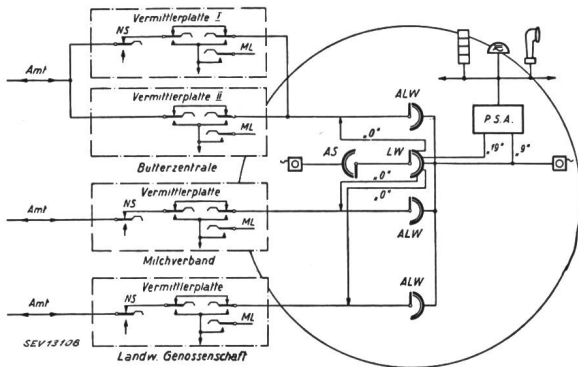 Vermittlerplatte I
NS
ML
Amt
Vermittlerplatte II
ML
Butterzentrale
ALW
P.S.A.
"0"
AS
LW
"19"
"9"
"0"
"0"
Vermittlerplatte
NS
ML
Amt
Milchverband
ALW
Vermittlerplatte
NS
ML
Amt
ALW
SEV13108
Landw. Genossenschaft